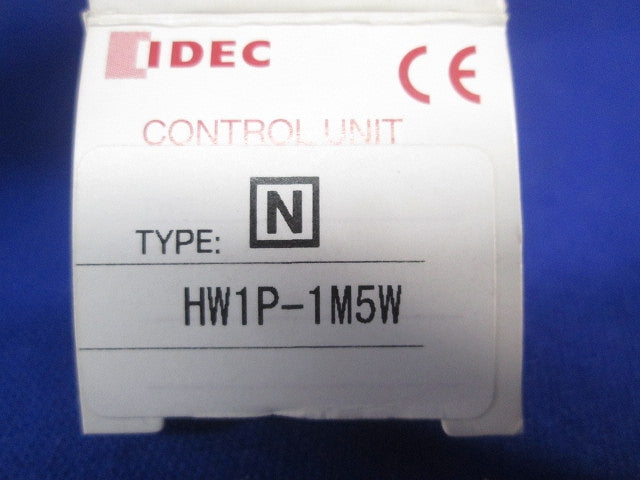 IDEC CE
CONTROL UNIT
TYPE: N
HW1P-1M5W